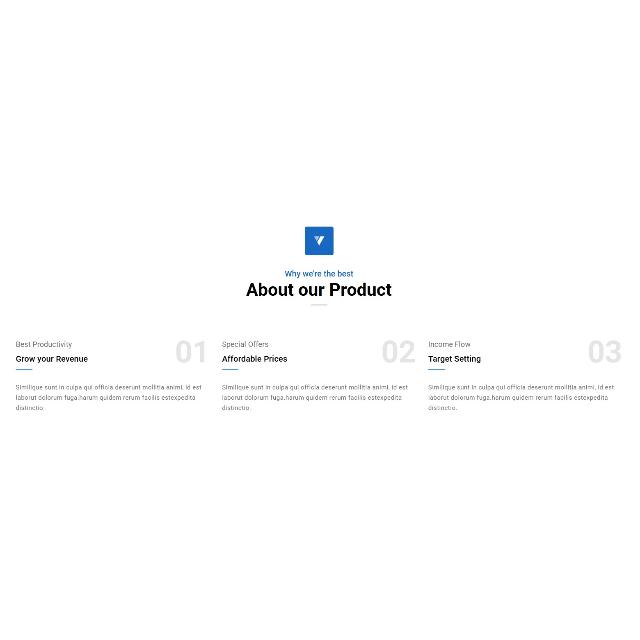 Why we're the best
About our Product
Best Productivity
Grow your Revenue
01
Similique sunt in culpa qui officia deserunt mollitia animi, id est
laborut dolorum fuga.harum quidem rerum facilis estexpedita
distinctio.
Special Offers
Affordable Prices
02
Similique sunt in culpa qui officia deserunt mollitia animi, id est
laborut dolorum fuga.harum quidem rerum facilis estexpedita
distinctio.
Income Flow
Target Setting
03
Similique sunt in culpa qui officia deserunt mollitia animi, id est
laborut dolorum fuga.harum quidem rerum facilis estexpedita
distinctio.